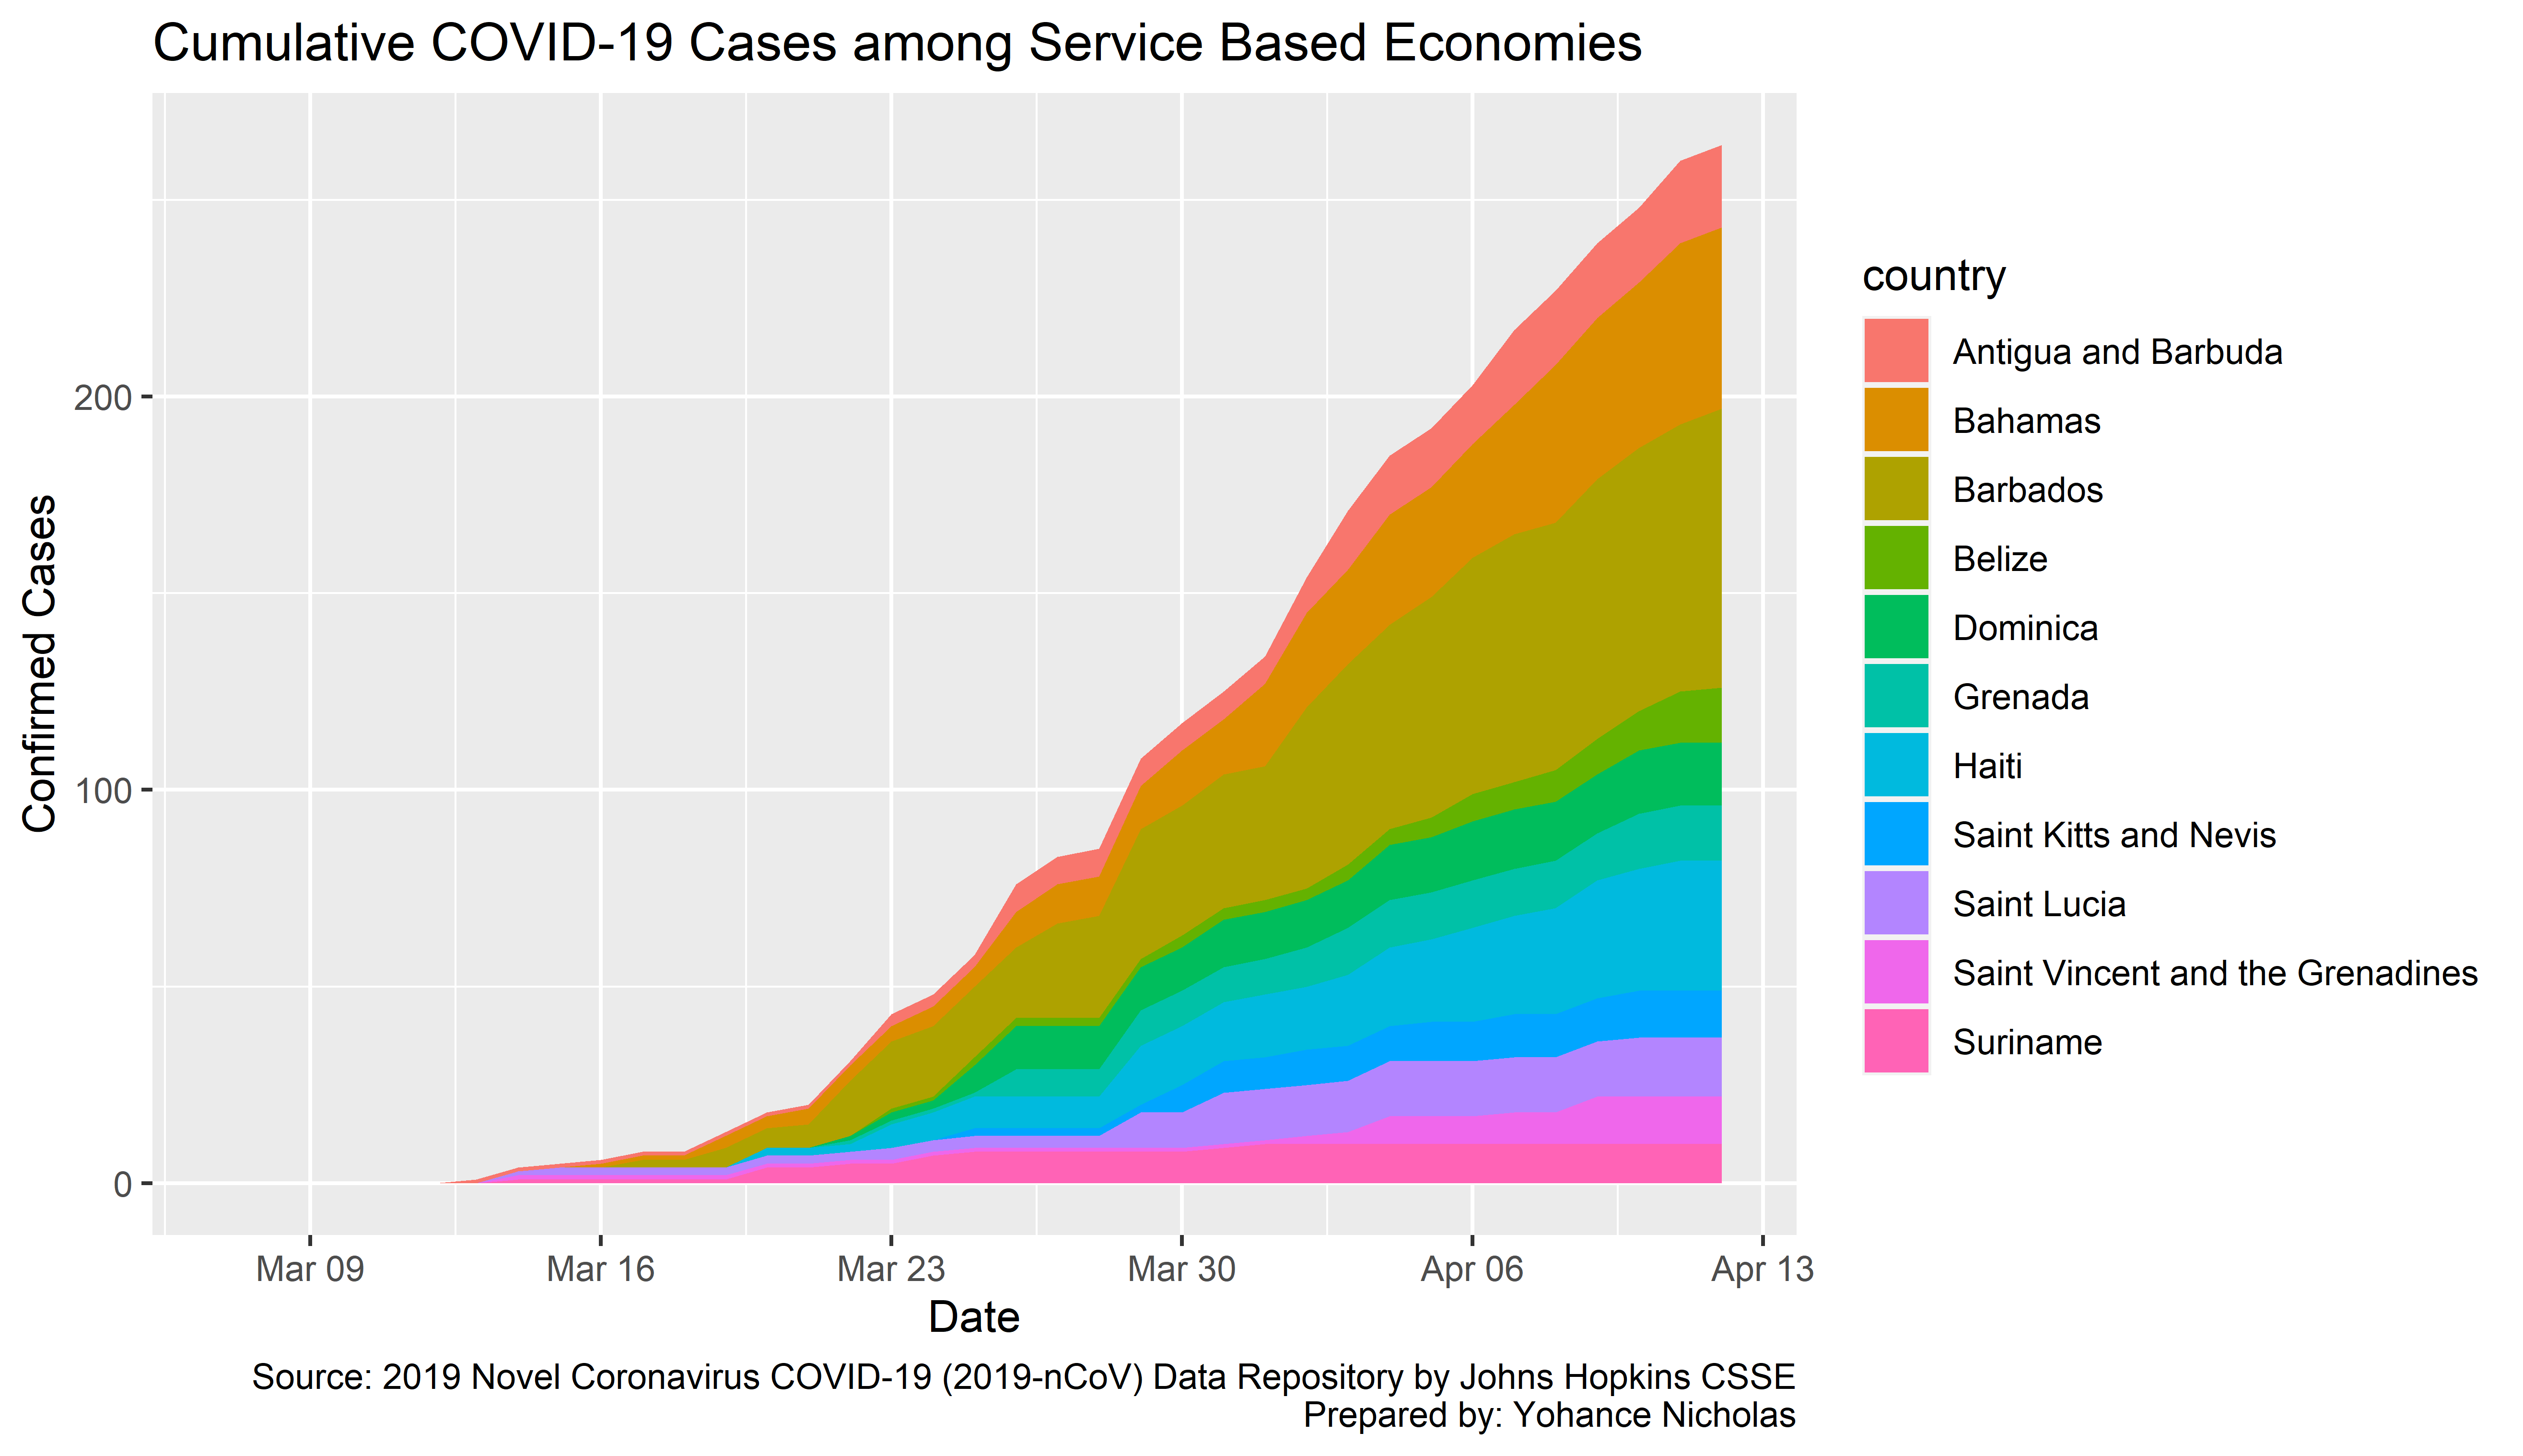 Cumulative COVID-19 Cases among Service Based Economies
Confirmed Cases
200
100
0
Mar 09
Mar 16
Mar 23
Mar 30
Apr 06
Apr 13
Date
country
Antigua and Barbuda
Bahamas
Barbados
Belize
Dominica
Grenada
Haiti
Saint Kitts and Nevis
Saint Lucia
Saint Vincent and the Grenadines
Suriname
Source: 2019 Novel Coronavirus COVID-19 (2019-nCoV) Data Repository by Johns Hopkins CSSE
Prepared by: Yohance Nicholas